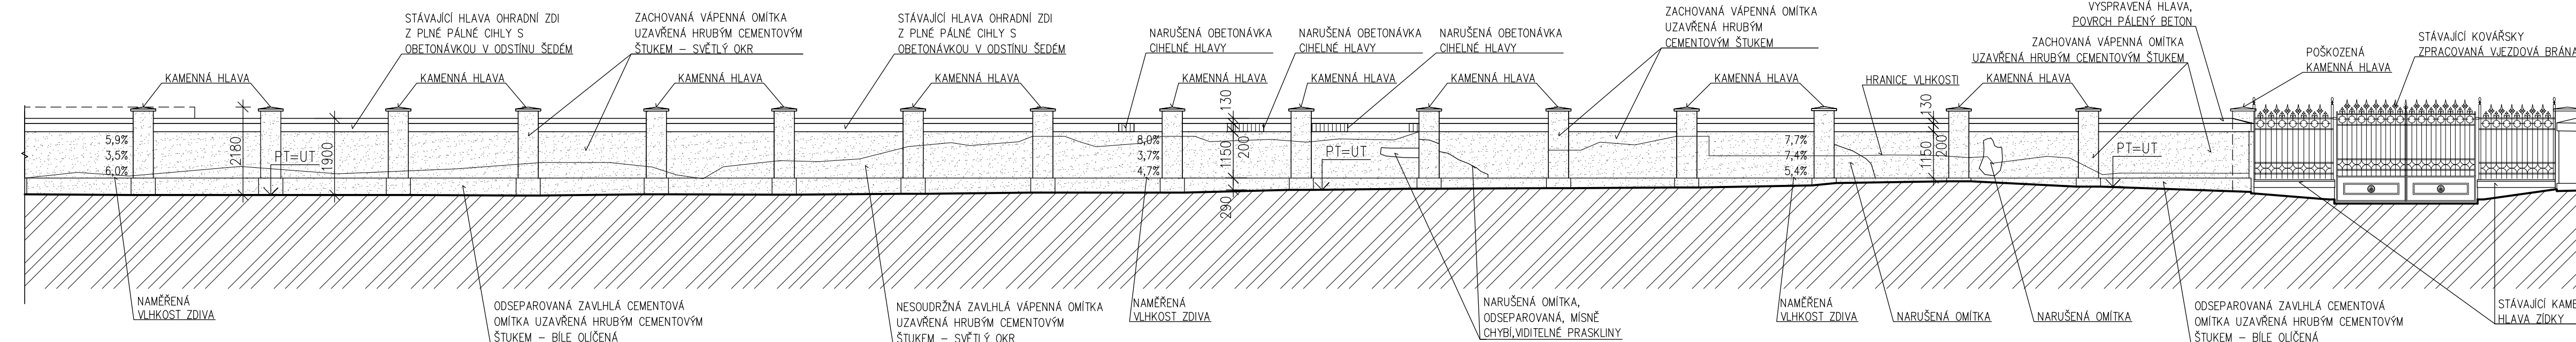 STÁVAJÍCÍ HLAVA OHRADNÍ ZDI
Z PLNÉ PÁLNÉ CIHLY S
OBETONÁVKOU V ODSTÍNU ŠEDÉM
ZACHOVANÁ VÁPENNÁ OMÍTKA
UZAVŘENÁ HRUBÝM CEMENTOVÝM
ŠTUKEM – SVĚTLÝ OKR
STÁVAJÍCÍ HLAVA OHRADNÍ ZDI
Z PLNÉ PÁLNÉ CIHLY S
OBETONÁVKOU V ODSTÍNU ŠEDÉM
NARUŠENÁ OBETONÁVKA
CIHELNÉ HLAVY
NARUŠENÁ OBETONÁVKA
CIHELNÉ HLAVY
NARUŠENÁ OBETONÁVKA
CIHELNÉ HLAVY
ZACHOVANÁ VÁPENNÁ OMÍTKA
UZAVŘENÁ HRUBÝM
CEMENTOVÝM ŠTUKEM
VYSPRAVENÁ HLAVA,
POVRCH PÁLENÝ BETON
ZACHOVANÁ VÁPENNÁ OMÍTKA
UZAVŘENÁ HRUBÝM CEMENTOVÝM ŠTUKEM
POŠKOZENÁ
KAMENNÁ HLAVA
STÁVAJÍCÍ KOVÁŘSKY
ZPRACOVANÁ VJEZDOVÁ BRÁNA
KAMENNÁ HLAVA
KAMENNÁ HLAVA
KAMENNÁ HLAVA
KAMENNÁ HLAVA
KAMENNÁ HLAVA
KAMENNÁ HLAVA
KAMENNÁ HLAVA
KAMENNÁ HLAVA
HRANICE VLHKOSTI
KAMENNÁ HLAVA
5,9%
3,5%
6,0%
2180
PT=UT
1900
8,0%
3,7%
4,7%
130
1150
200
290
PT=UT
7,7%
7,4%
5,4%
130
1150
200
PT=UT
NAMĚŘENÁ
VLHKOST ZDIVA
ODSEPAROVANÁ ZAVLHLÁ CEMENTOVÁ
OMÍTKA UZAVŘENÁ HRUBÝM CEMENTOVÝM
ŠTUKEM – BÍLE OLÍČENÁ
NESOUDRŽNÁ ZAVLHLÁ VÁPENNÁ OMÍTKA
UZAVŘENÁ HRUBÝM CEMENTOVÝM
ŠTUKEM – SVĚTLÝ OKR
NAMĚŘENÁ
VLHKOST ZDIVA
NARUŠENÁ OMÍTKA,
ODSEPAROVANÁ, MÍSNĚ
CHYBÍ,VIDITELNÉ PRASKLINY
NAMĚŘENÁ
VLHKOST ZDIVA
NARUŠENÁ OMÍTKA
NARUŠENÁ OMÍTKA
ODSEPAROVANÁ ZAVLHLÁ CEMENTOVÁ
OMÍTKA UZAVŘENÁ HRUBÝM CEMENTOVÝM
ŠTUKEM – BÍLE OLÍČENÁ
STÁVAJÍCÍ KAME
HLAVA ZÍDKY